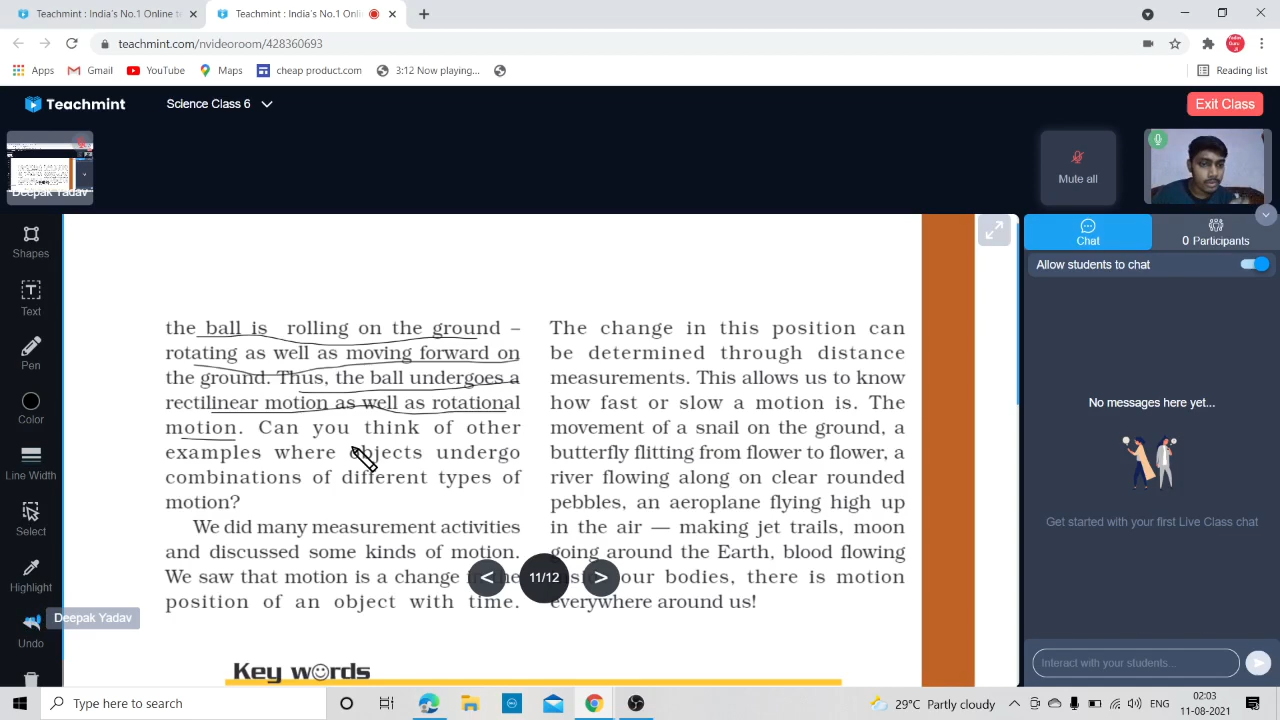 Teachmint : India's No.1 Online t
Teachmint : India's No.1 Onli
teachmint.com/nvideoroom/428360693
Apps
Gmail
YouTube
Maps
cheap product.com
3:12 Now playing...
Reading list
Teachmint
Science Class 6
Exit Class
Deepak Yadav
Mute all
Shapes
Text
Pen
Color
Line Width
Select
Highlight
Undo
Deepak Yadav
the ball is rolling on the ground –
rotating as well as moving forward on
the ground. Thus, the ball undergoes a
rectilinear motion as well as rotational
motion. Can you think of other
examples where objects undergo
combinations of different types of
motion?
We did many measurement activities
and discussed some kinds of motion.
We saw that motion is a change
position of an object with time.
The change in this position can
be determined through distance
measurements. This allows us to know
how fast or slow a motion is. The
movement of a snail on the ground, a
butterfly flitting from flower to flower, a
river flowing along on clear rounded
pebbles, an aeroplane flying high up
in the air — making jet trails, moon
going around the Earth, blood flowing
our bodies, there is motion
everywhere around us!
< 11/12 >
Key words
Chat
0 Participants
Allow students to chat
No messages here yet...
Get started with your first Live Class chat
Interact with your students...
Type here to search
29°C Partly cloudy
ENG
02:03
11-08-2021